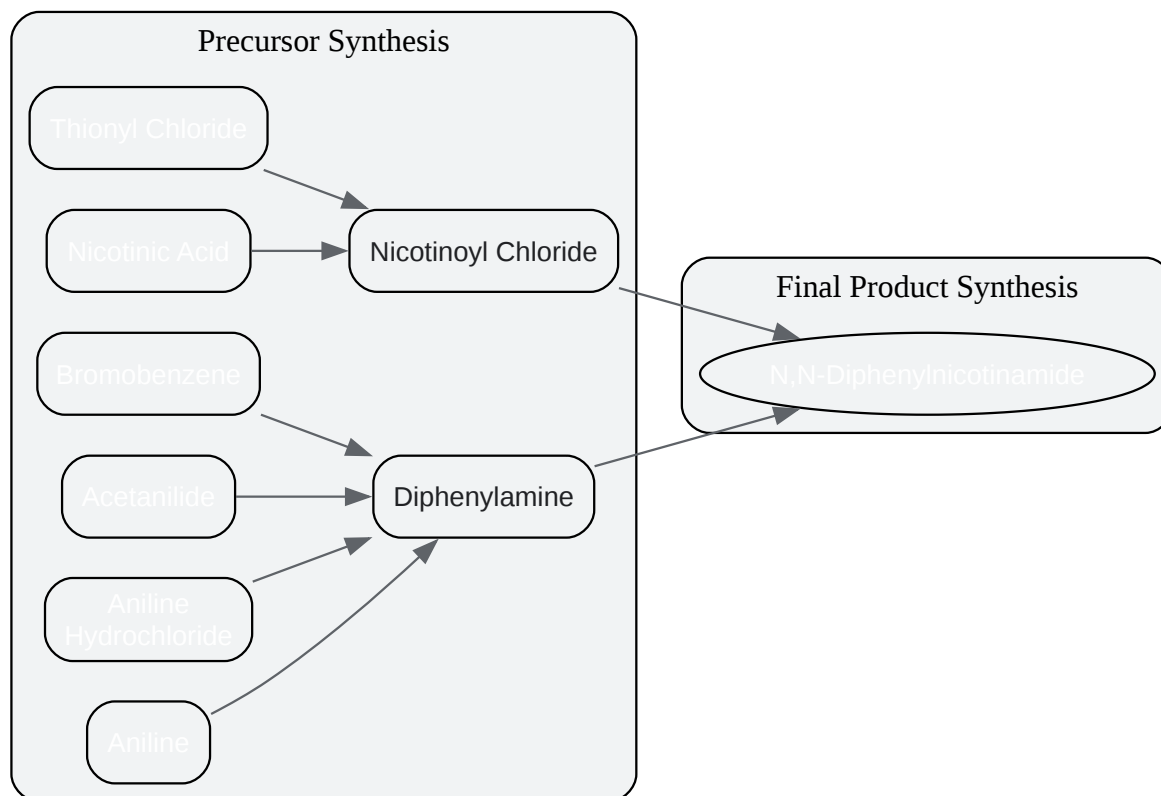 Precursor Synthesis
Thionyl Chloride
Nicotinic Acid
Nicotinoyl Chloride
Final Product Synthesis
N,N-Diphenylnicotinamide
Bromobenzene
Acetanilide
Diphenylamine
Aniline
Hydrochloride
Aniline